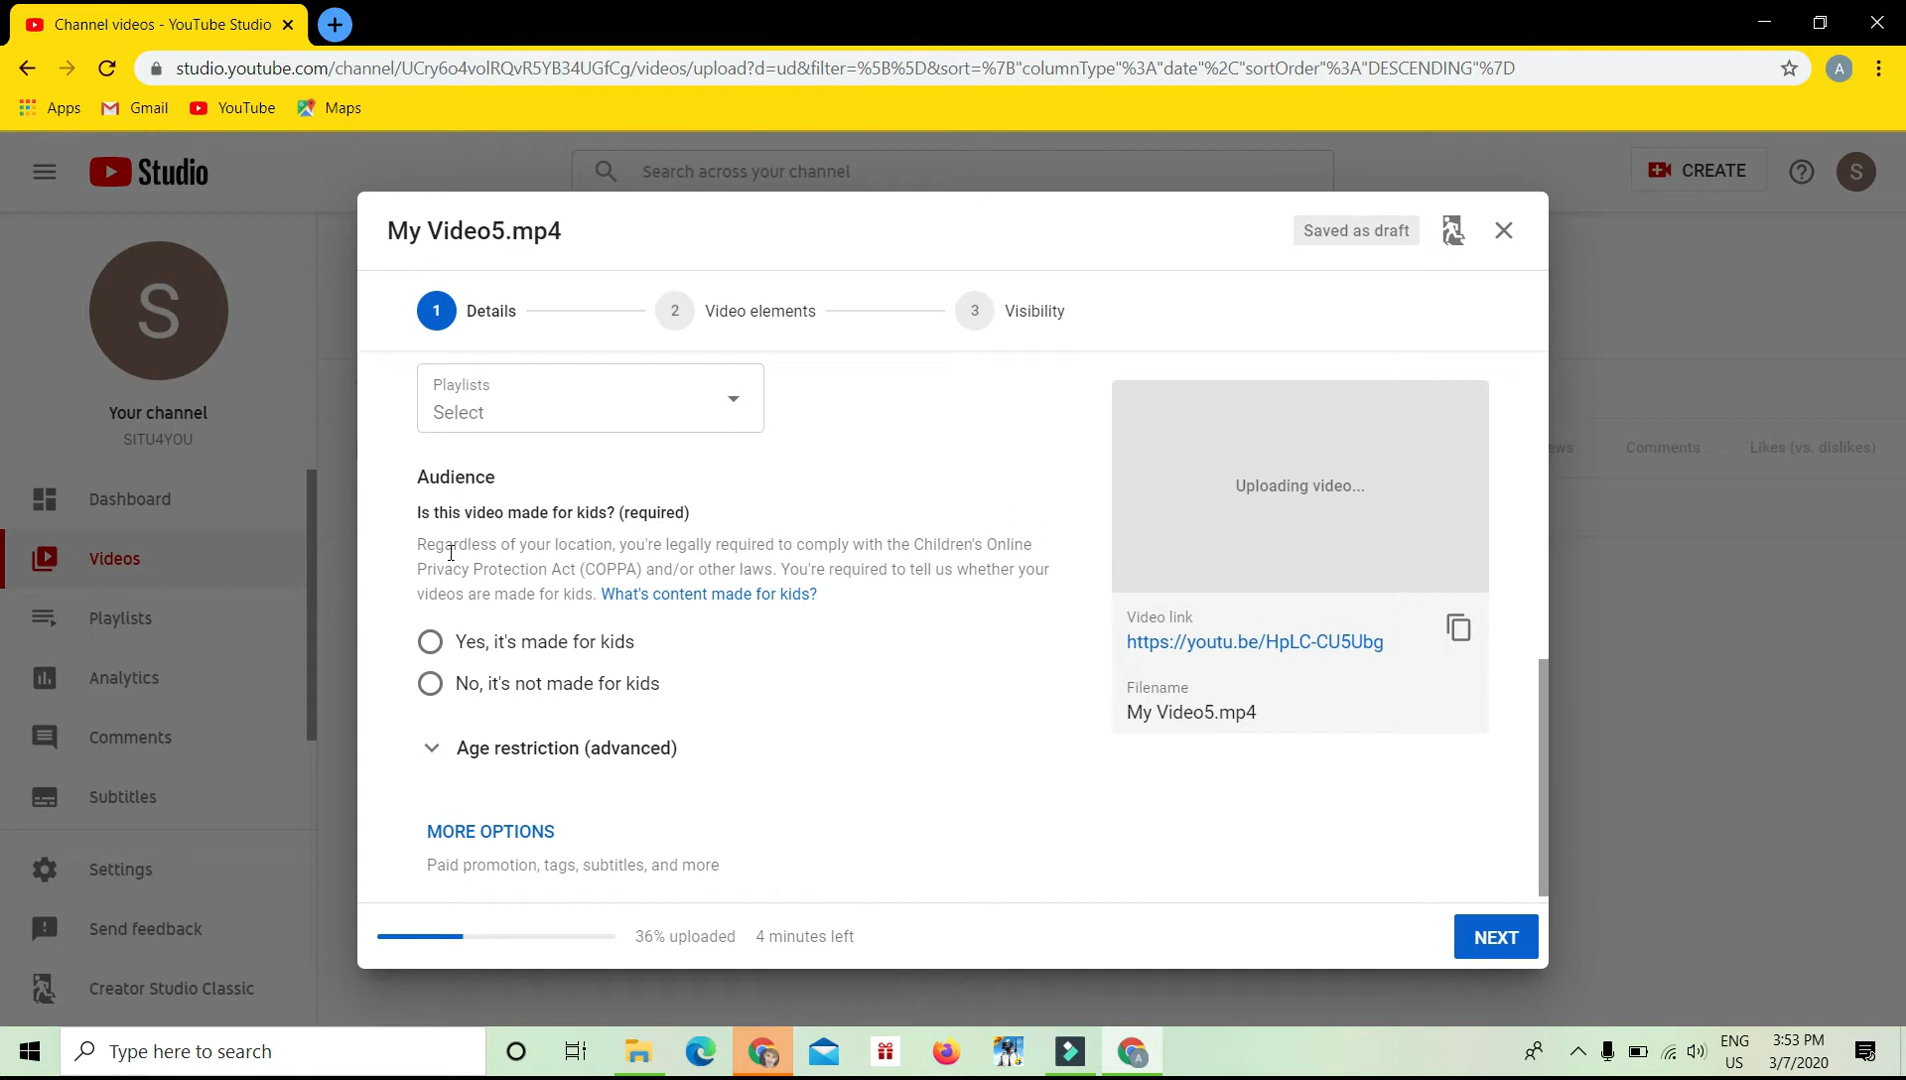 Channel videos - YouTube Studio
studio.youtube.com/channel/UCry6o4volRQvR5YB34UGfCg/videos/upload?d=ud&filter=%5B%5D&sort=%7B"columnType"%3A"date"%2C"sortOrder"%3A"DESCENDING"%7D
A
Apps
Gmail
YouTube
Maps
Studio
Search across your channel
CREATE
S
My Video5.mp4
Saved as draft
S
1
Details
2
Video elements
3
Visibility
Playlists
Select
Your channel
SITU4YOU
Comments
Likes (vs. dislikes)
Audience
Is this video made for kids? (required)
Regardless of your location, you're legally required to comply with the Children's Online
Privacy Protection Act (COPPA) and/or other laws. You're required to tell us whether your
videos are made for kids. What's content made for kids?
Yes, it's made for kids
No, it's not made for kids
Age restriction (advanced)
MORE OPTIONS
Paid promotion, tags, subtitles, and more
Uploading video...
Video link
https://youtu.be/HpLC-CU5Ubg
Filename
My Video5.mp4
Dashboard
Videos
Playlists
Analytics
Comments
Subtitles
Settings
Send feedback
Creator Studio Classic
36% uploaded
4 minutes left
NEXT
Type here to search
A
ENG
US
3:53 PM
3/7/2020